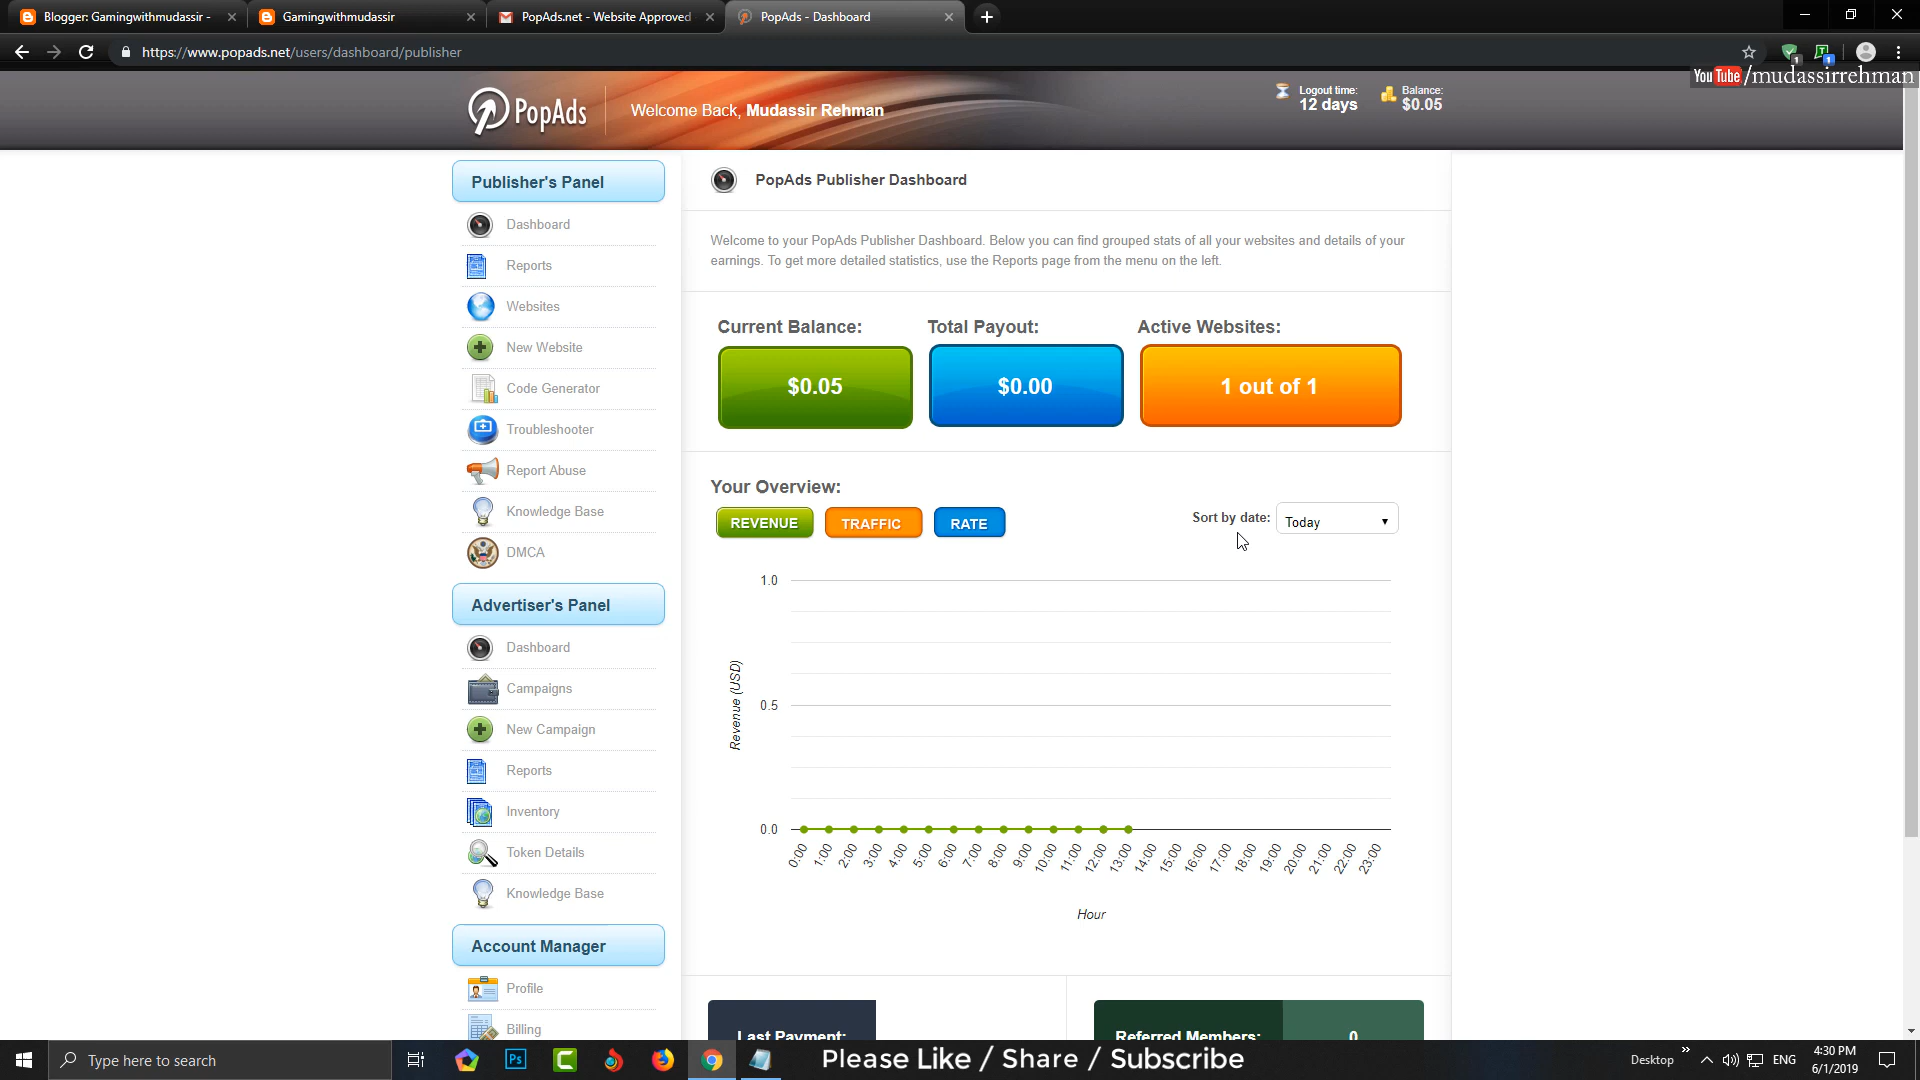 Blogger: Gamingwithmudassir -
Gamingwithmudassir
PopAds.net - Website Approved
PopAds - Dashboard
https://www.popads.net/users/dashboard/publisher
YouTube/mudassirrehman
PopAds
Welcome Back, Mudassir Rehman
Logout time:
12 days
Balance:
$0.05
Publisher's Panel
Dashboard
Reports
Websites
New Website
Code Generator
Troubleshooter
Report Abuse
Knowledge Base
DMCA
Advertiser's Panel
Dashboard
Campaigns
New Campaign
Reports
Inventory
Token Details
Knowledge Base
Account Manager
Profile
Billing
PopAds Publisher Dashboard
Welcome to your PopAds Publisher Dashboard. Below you can find grouped stats of all your websites and details of your
earnings. To get more detailed statistics, use the Reports page from the menu on the left.
Current Balance:
$0.05
Total Payout:
$0.00
Active Websites:
1 out of 1
Your Overview:
REVENUE
TRAFFIC
RATE
Sort by date:
Today
1.0
0.5
0.0
Revenue (USD)
0:00
1:00
2:00
3:00
4:00
5:00
6:00
7:00
8:00
9:00
10:00
11:00
12:00
13:00
14:00
15:00
16:00
17:00
18:00
19:00
20:00
21:00
22:00
23:00
Hour
Last Payment:
Referred Members:
0
Type here to search
Ps
Please Like / Share / Subscribe
Desktop
ENG
4:30 PM
6/1/2019